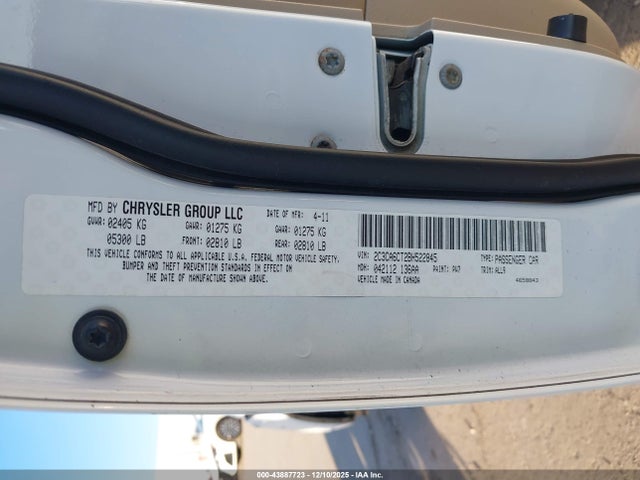 MFD BY CHRYSLER GROUP LLC DATE OF MFR: 4-11
GVWR: 02405 KG GAWR: 01275 KG GAWR: 01275 KG
05300 LB FRONT: 02810 LB REAR: 02810 LB
THIS VEHICLE CONFORMS TO ALL APPLICABLE U.S.A. FEDERAL MOTOR VEHICLE SAFETY,
BUMPER AND THEFT PREVENTION STANDARDS IN EFFECT ON
THE DATE OF MANUFACTURE SHOWN ABOVE.
VIN: 2C3CA6CT2BH522845 TYPE: PASSENGER CAR
MDH: 042112 136AA PAINT: PW7 TRIM: ALL9
VEHICLE MADE IN CANADA 4658843
000-43887723 - 12/10/2025 - IAA Inc.